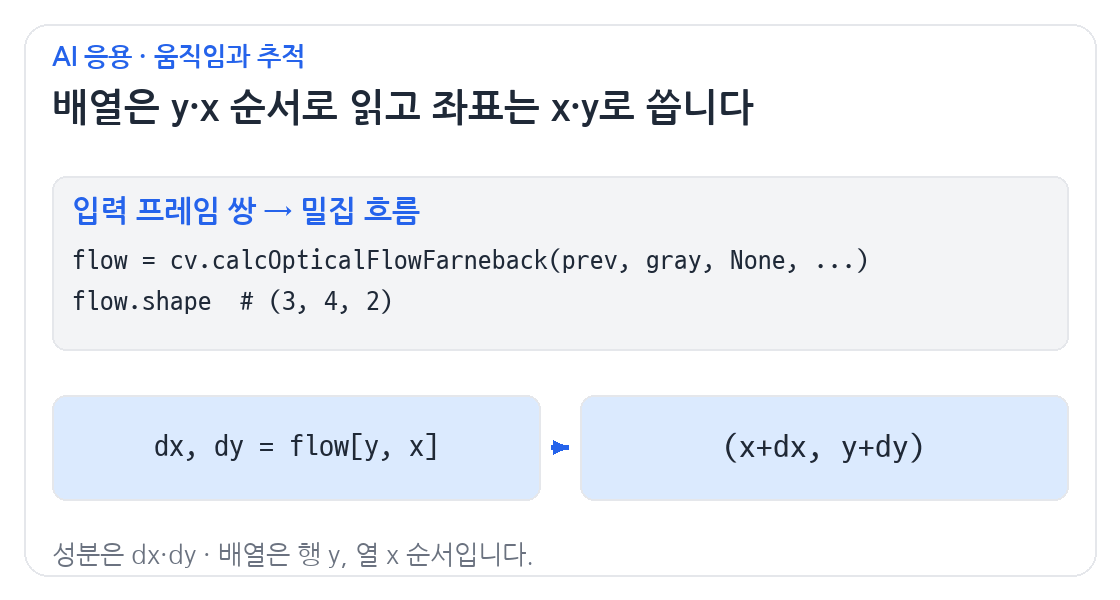 AI 응용 · 움직임과 추적
배열은 y·x 순서로 읽고 좌표는 x·y로 씁니다
입력 프레임 쌍 → 밀집 흐름
flow = cv.calcOpticalFlowFarneback(prev, gray, None, ...)
flow.shape  # (3, 4, 2)
dx, dy = flow[y, x]
(x+dx, y+dy)
성분은 dx·dy · 배열은 행 y, 열 x 순서입니다.